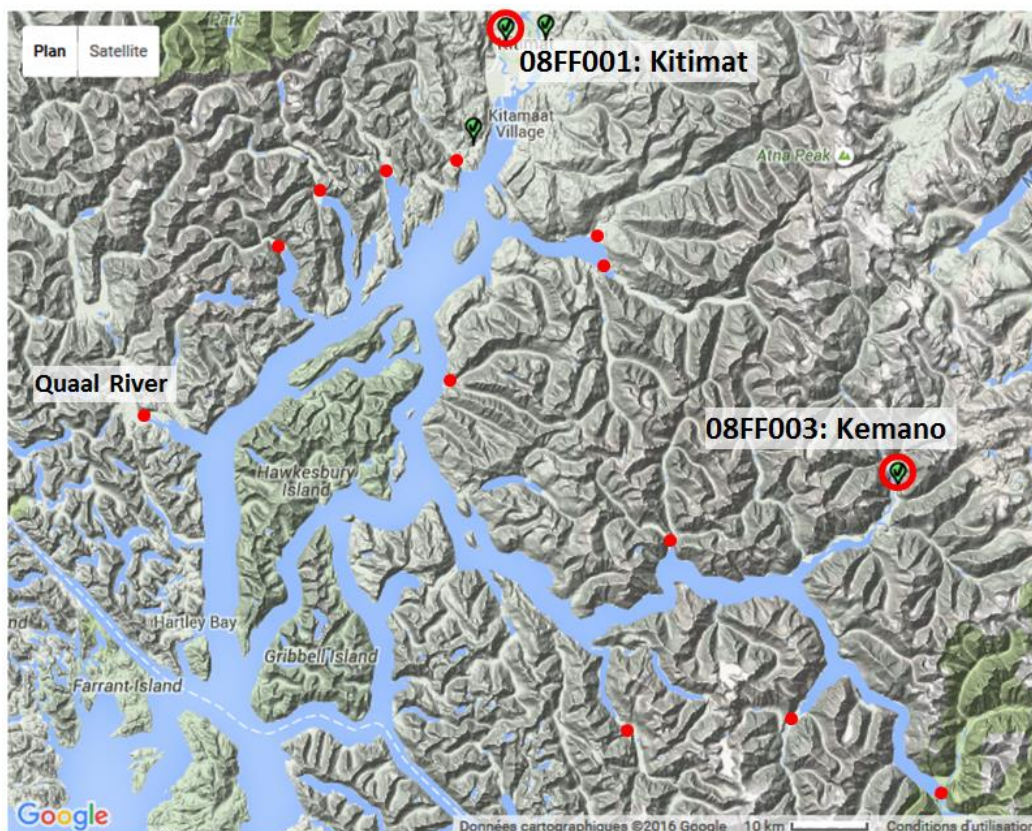 Park
Plan Satellite
08FF001: Kitimat
Kitamaat
Village
Atna Peak
Quaal River
08FF003: Kemano
Hawkesbury
Island
Hartley Bay
Gribbell Island
Farrant Island
Google
Données cartographiques ©2016 Google 10 km Conditions d'utilisation